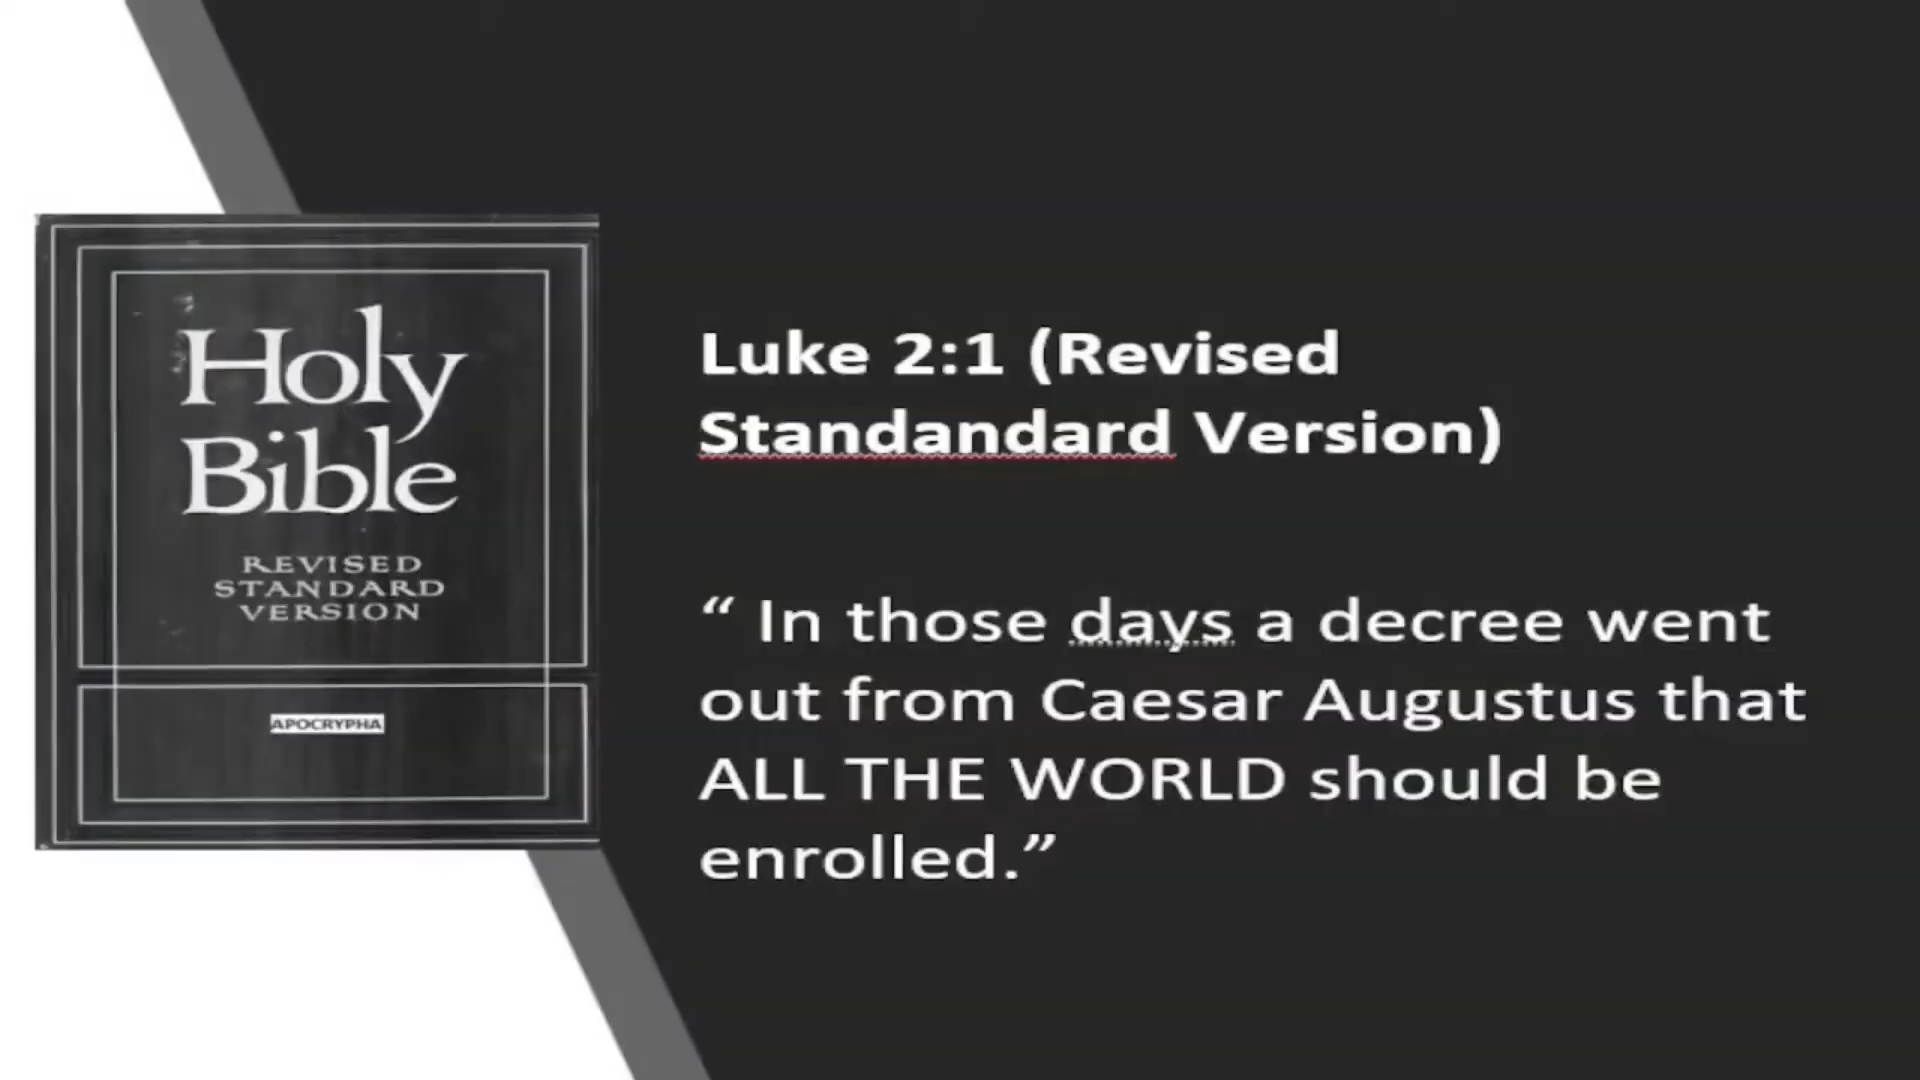 Holy
Bible
REVISED
STANDARD
VERSION
APOCRYPHA
Luke 2:1 (Revised
Standandard Version)
“ In those days a decree went
out from Caesar Augustus that
ALL THE WORLD should be
enrolled.”